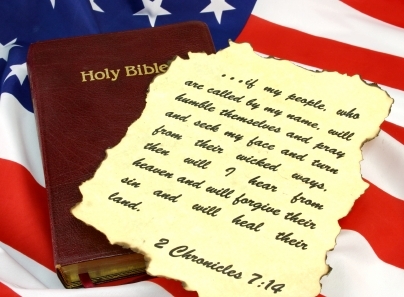 Holy Bible
...if my people, who
are called by my name, will
humble themselves and pray
and seek my face and turn
from their wicked ways,
then will I hear from
heaven and will forgive their
sin and will heal their
land.
2 Chronicles 7:14